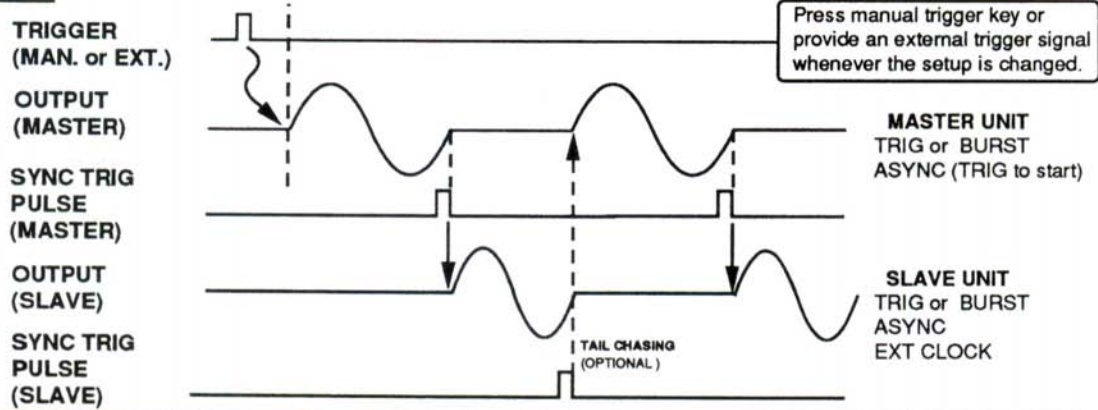 TRIGGER
(MAN. or EXT.)
Press manual trigger key or
provide an external trigger signal
whenever the setup is changed.
OUTPUT
(MASTER)
MASTER UNIT
TRIG or BURST
ASYNC (TRIG to start)
SYNC TRIG
PULSE
(MASTER)
OUTPUT
(SLAVE)
SLAVE UNIT
TRIG or BURST
ASYNC
EXT CLOCK
SYNC TRIG
PULSE
(SLAVE)
TAIL CHASING
(OPTIONAL)